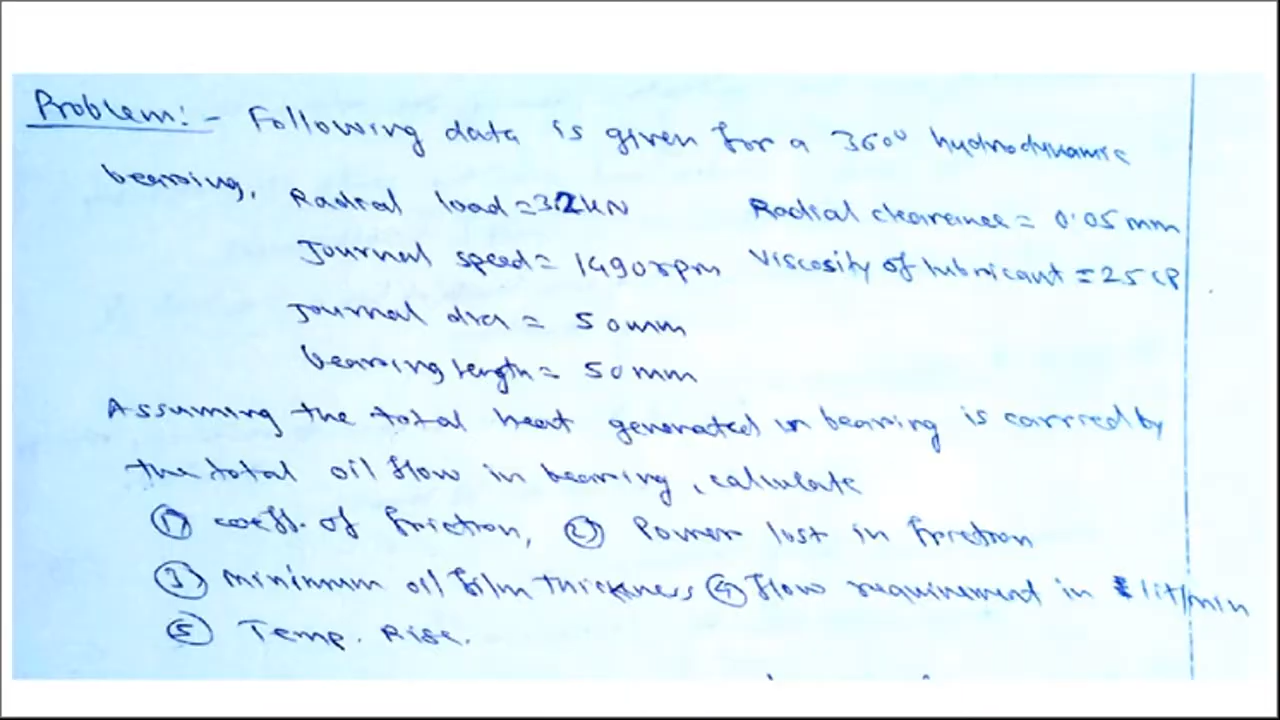 Problem:- Following data is given for a 360° hydrodynamic
bearing. Radial load = 3.2 kN Radial clearance = 0.05 mm
Journal speed = 1490 rpm Viscosity of lubricant = 25 cP
Journal dia = 50 mm
bearing length = 50 mm
Assuming the total heat generated in bearing is carried by
the total oil flow in bearing, calculate
① coeff. of friction, ② Power lost in friction
③ minimum oil film thickness ④ flow requirement in lit/min
⑤ Temp. Rise.